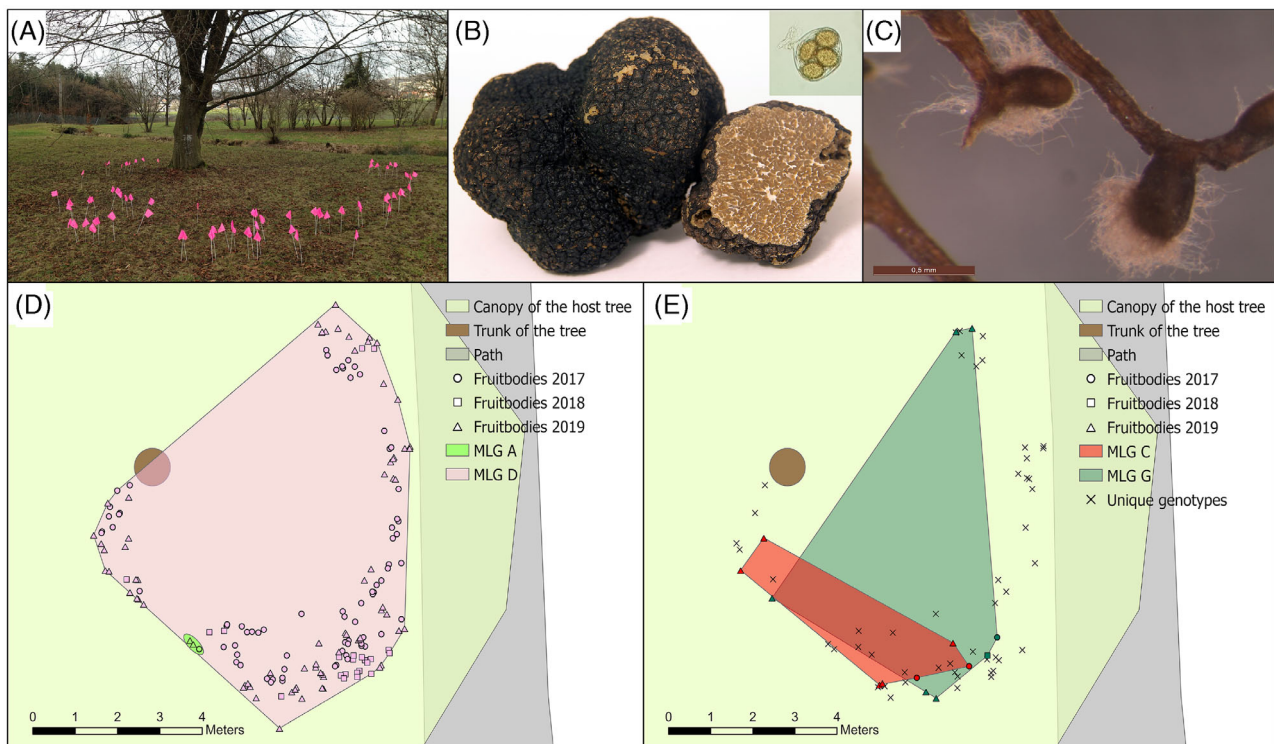 (A)
(B)
(C)
0,5 mm
(D)
Canopy of the host tree
Trunk of the tree
Path
Fruitbodies 2017
Fruitbodies 2018
Fruitbodies 2019
MLG A
MLG D
0 1 2 3 4
Meters
(E)
Canopy of the host tree
Trunk of the tree
Path
Fruitbodies 2017
Fruitbodies 2018
Fruitbodies 2019
MLG C
MLG G
Unique genotypes
0 1 2 3 4
Meters